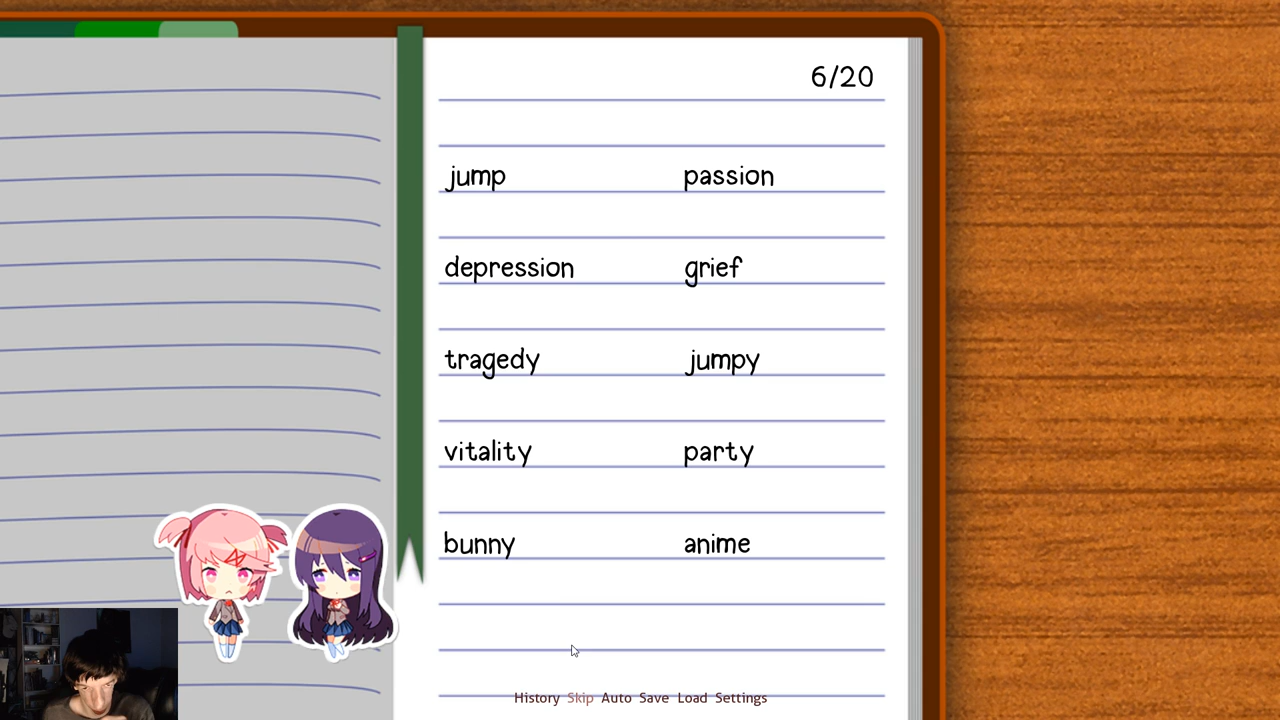 6/20
jump passion
depression grief
tragedy jumpy
vitality party
bunny anime
History Skip Auto Save Load Settings